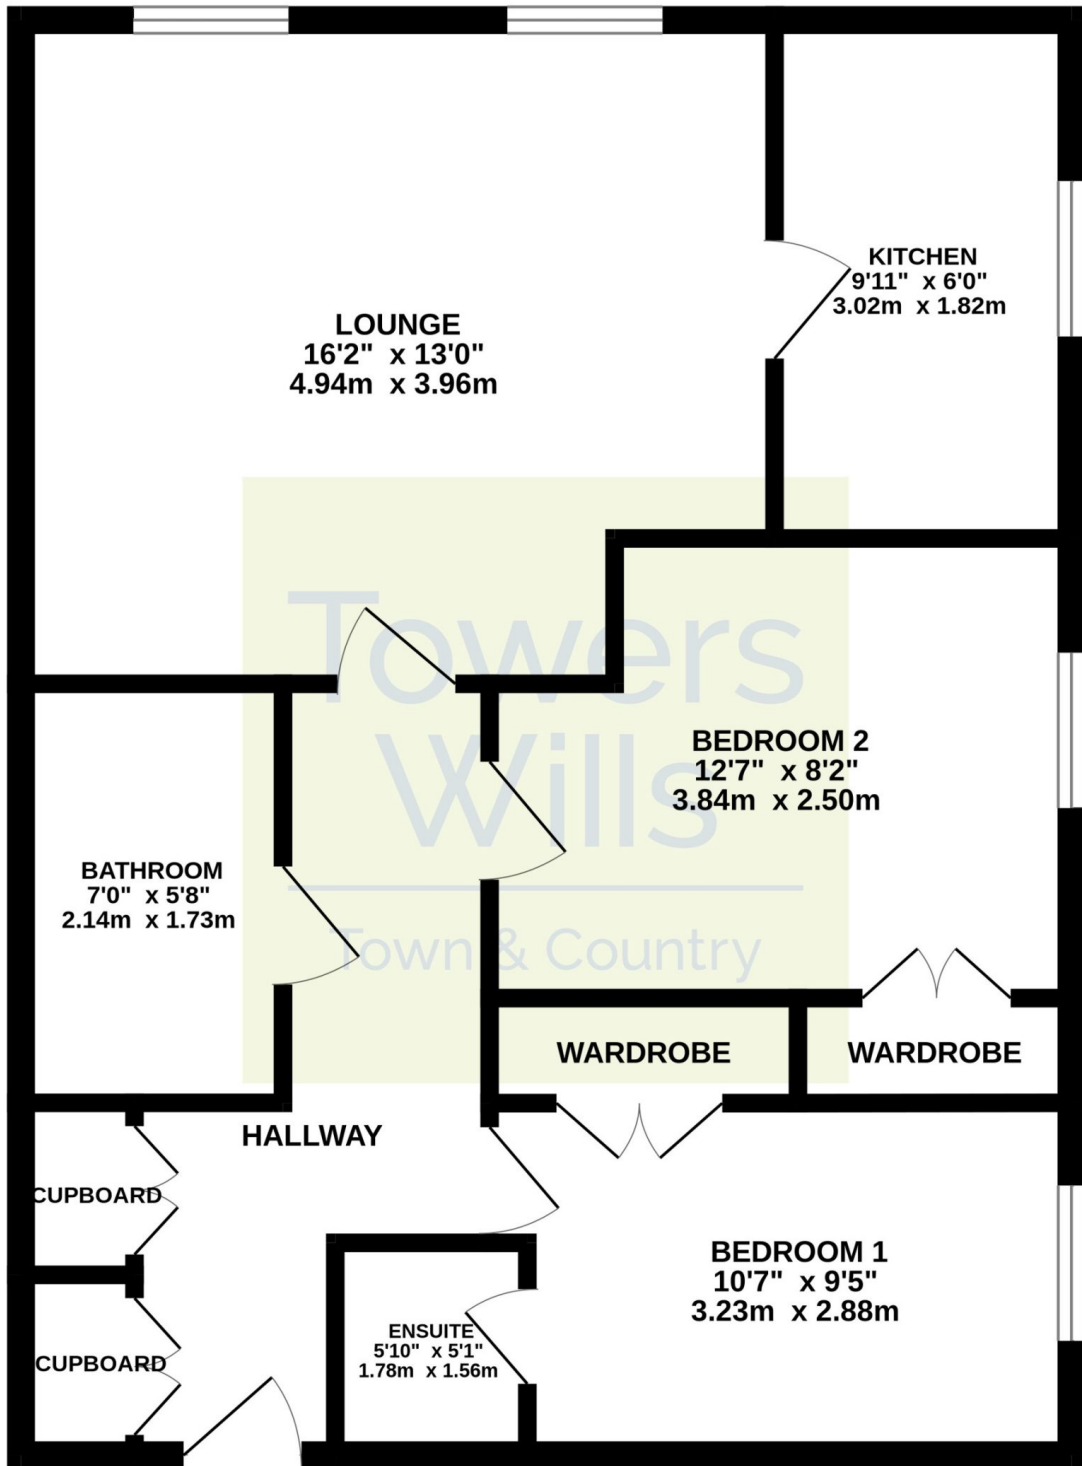 KITCHEN
9'11" x 6'0"
3.02m x 1.82m
LOUNGE
16'2" x 13'0"
4.94m x 3.96m
Towers
Wills
Town & Country
BEDROOM 2
12'7" x 8'2"
3.84m x 2.50m
BATHROOM
7'0" x 5'8"
2.14m x 1.73m
WARDROBE
WARDROBE
HALLWAY
CUPBOARD
BEDROOM 1
10'7" x 9'5"
3.23m x 2.88m
ENSUITE
5'10" x 5'1"
1.78m x 1.56m
CUPBOARD